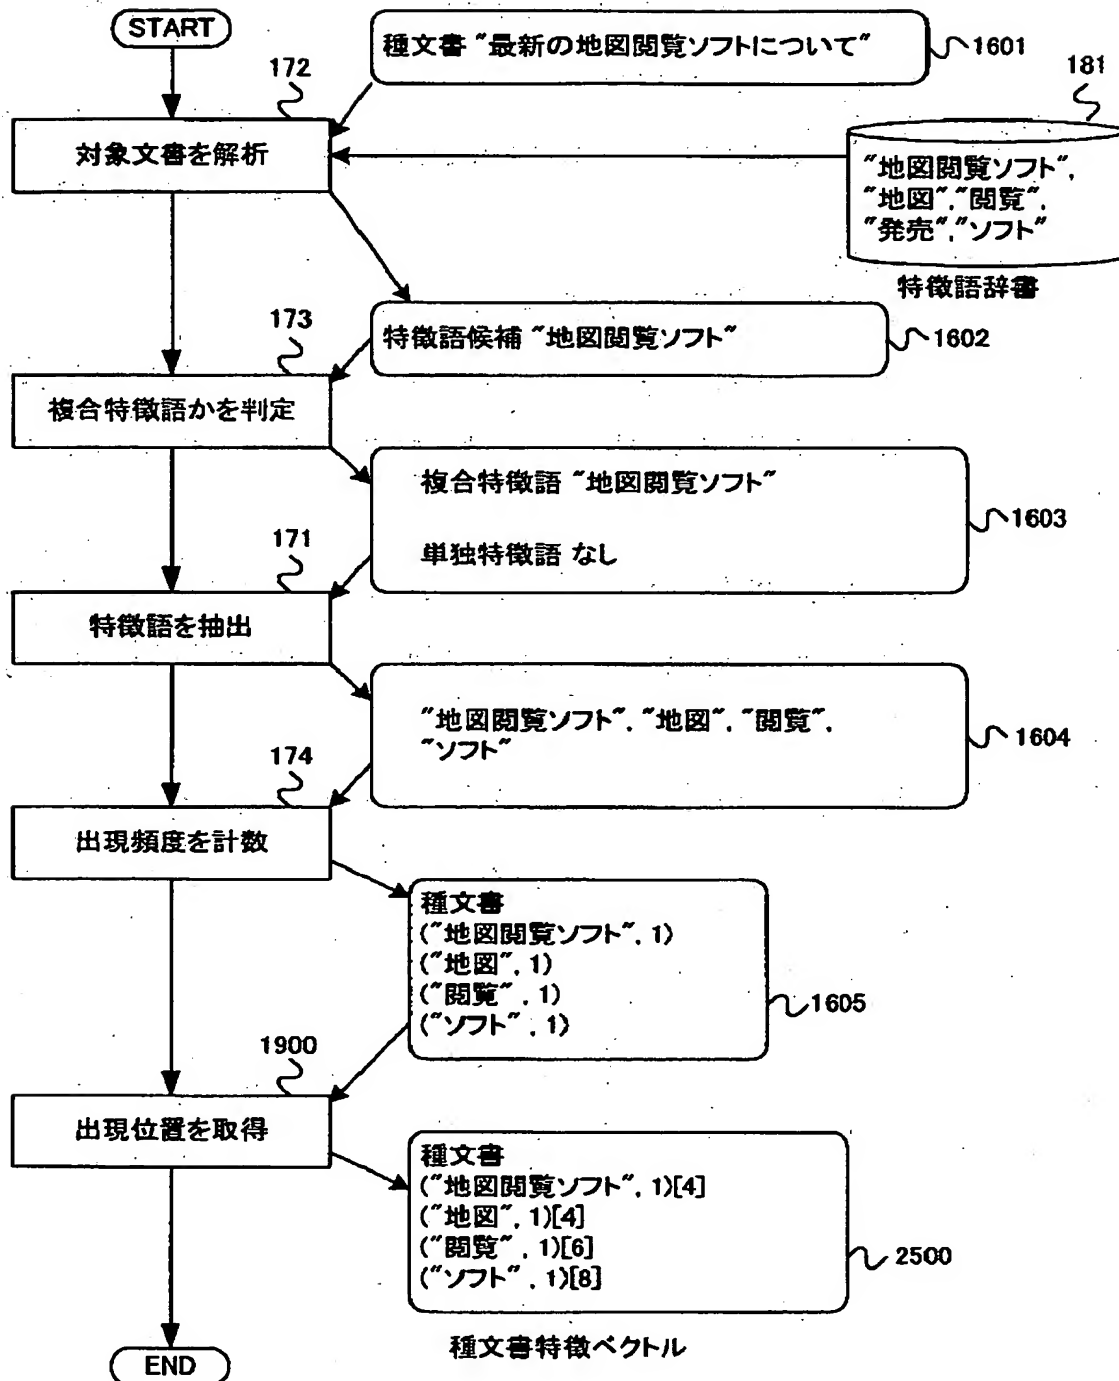 START
種文書 ″最新の地図閲覧ソフトについて″
1601
172
181
対象文書を解析
″地図閲覧ソフト″,
″地図″,″閲覧″,
″発売″,″ソフト″
特徴語辞書
173
特徴語候補 ″地図閲覧ソフト″
1602
複合特徴語かを判定
複合特徴語 ″地図閲覧ソフト″
単独特徴語 なし
1603
171
特徴語を抽出
″地図閲覧ソフト″, ″地図″, ″閲覧″,
″ソフト″
1604
174
出現頻度を計数
種文書
(″地図閲覧ソフト″, 1)
(″地図″, 1)
(″閲覧″, 1)
(″ソフト″, 1)
1605
1900
出現位置を取得
種文書
(″地図閲覧ソフト″, 1)[4]
(″地図″, 1)[4]
(″閲覧″, 1)[6]
(″ソフト″, 1)[8]
2500
種文書特徴ベクトル
END